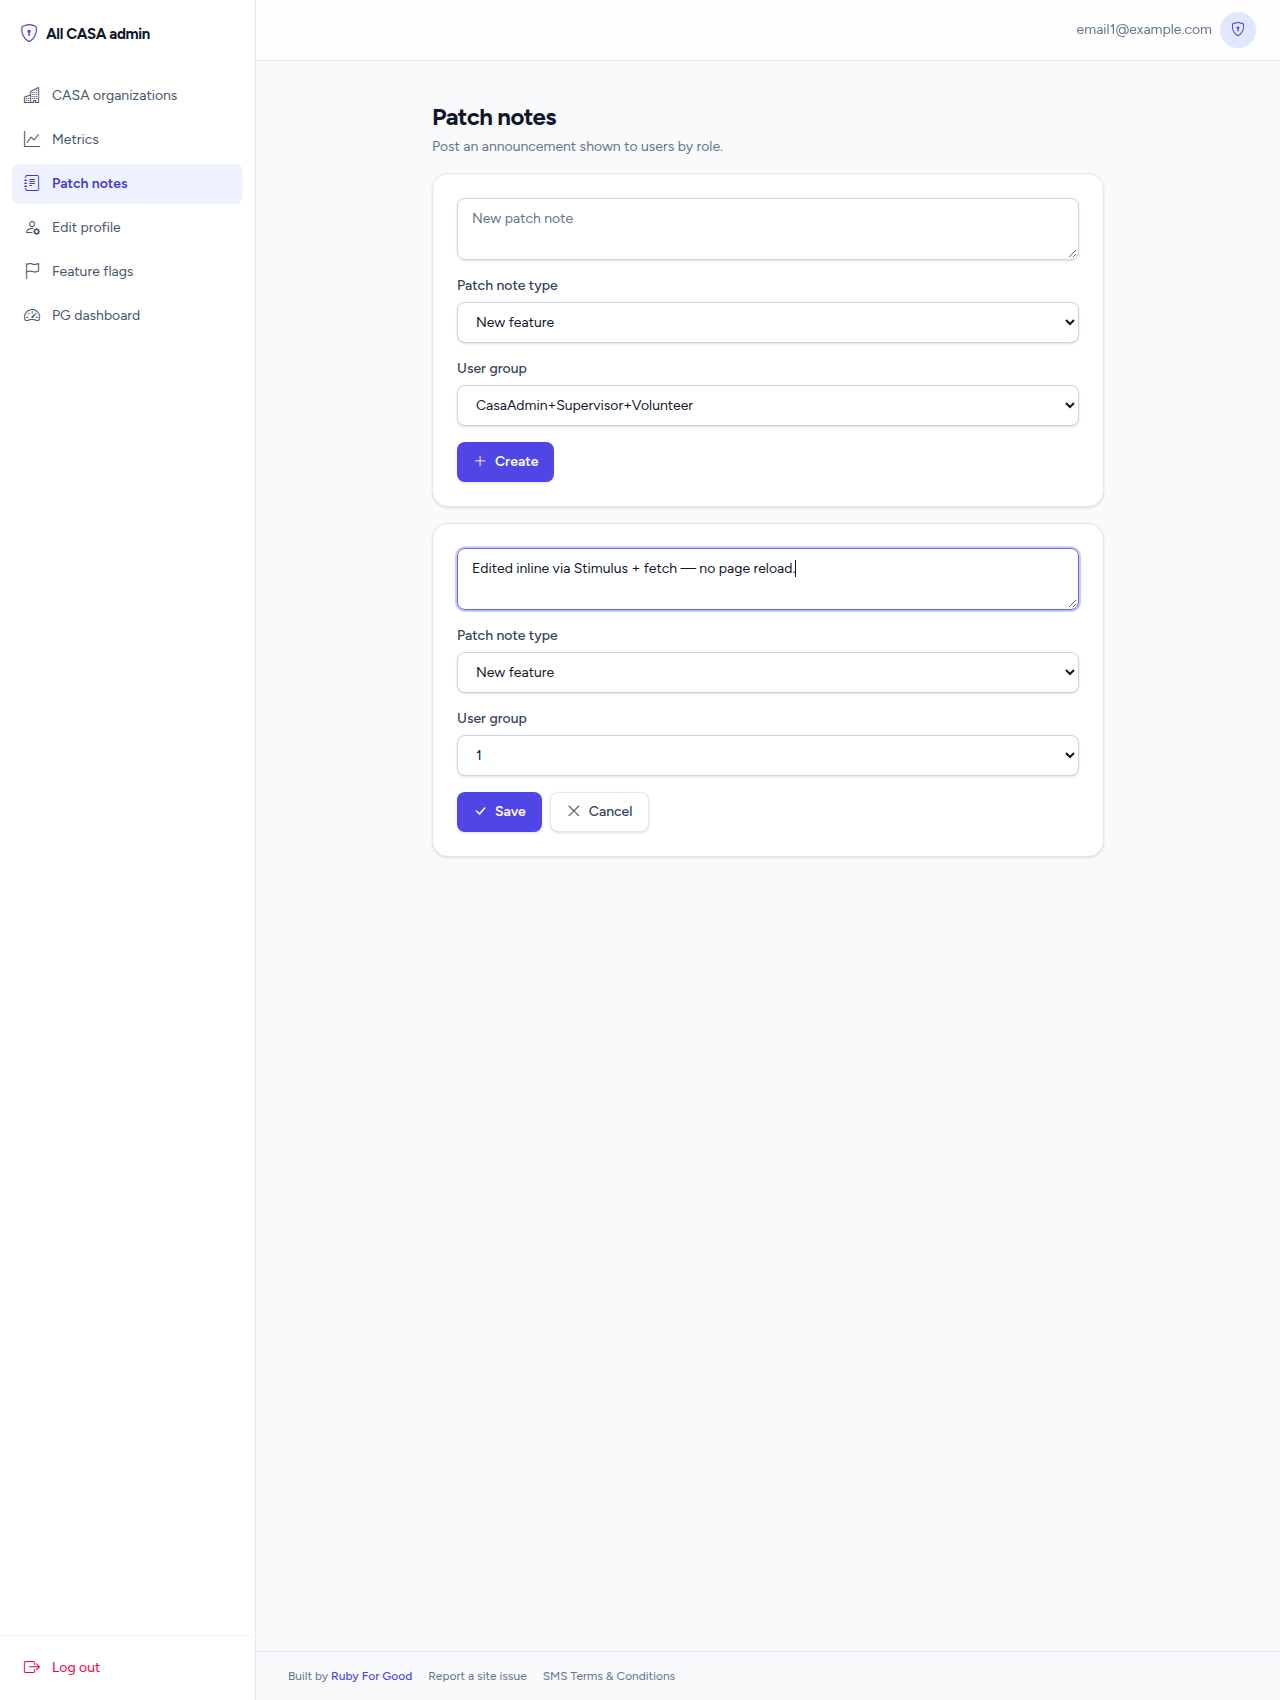 All CASA admin
email1@example.com
CASA organizations
Metrics
Patch notes
Edit profile
Feature flags
PG dashboard
Patch notes
Post an announcement shown to users by role.
New patch note
Patch note type
New feature
User group
CasaAdmin+Supervisor+Volunteer
Create
Edited inline via Stimulus + fetch — no page reload.
Patch note type
New feature
User group
1
Save
Cancel
Log out
Built by Ruby For Good Report a site issue SMS Terms & Conditions